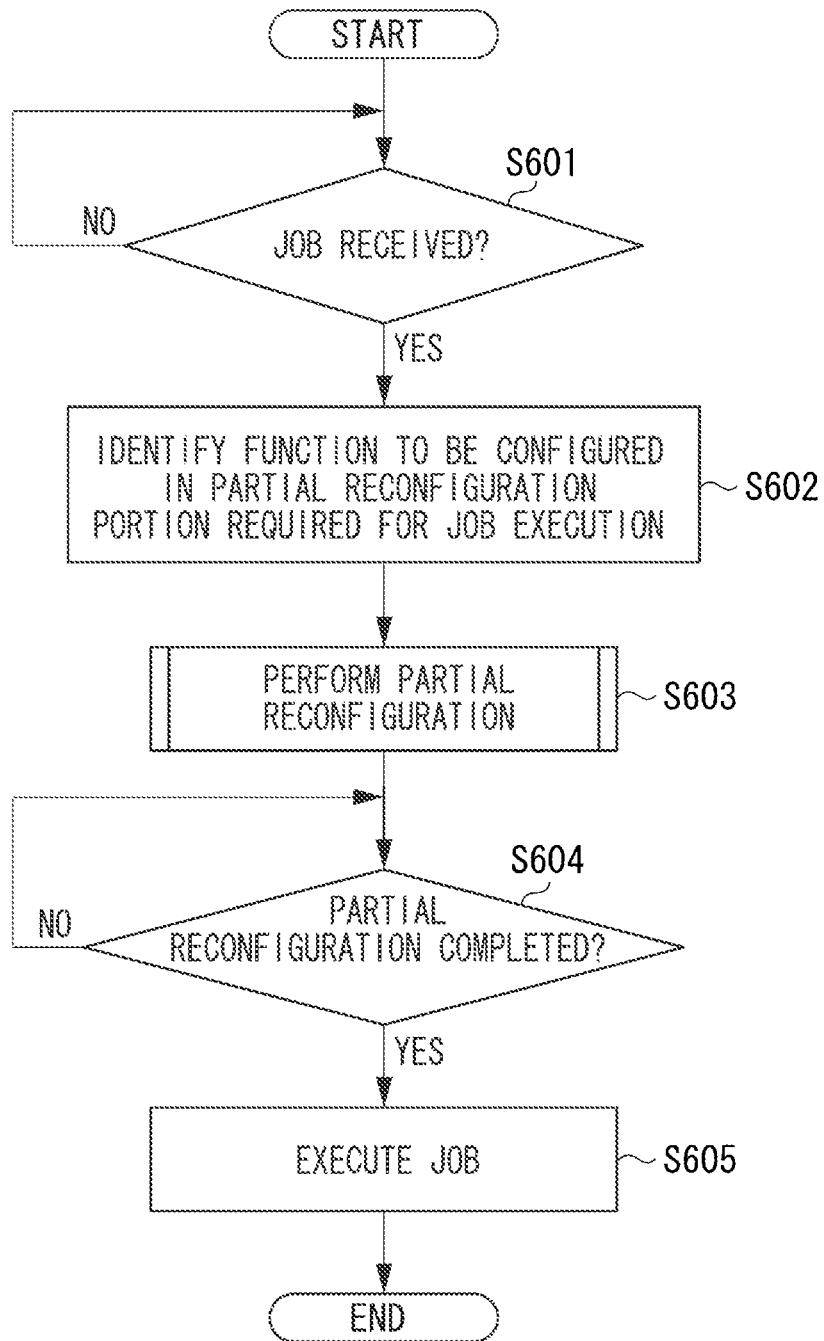 START
S601
NO
JOB RECEIVED?
YES
IDENTIFY FUNCTION TO BE CONFIGURED
IN PARTIAL RECONFIGURATION
PORTION REQUIRED FOR JOB EXECUTION
S602
PERFORM PARTIAL
RECONFIGURATION
S603
S604
NO
PARTIAL
RECONFIGURATION COMPLETED?
YES
EXECUTE JOB
S605
END